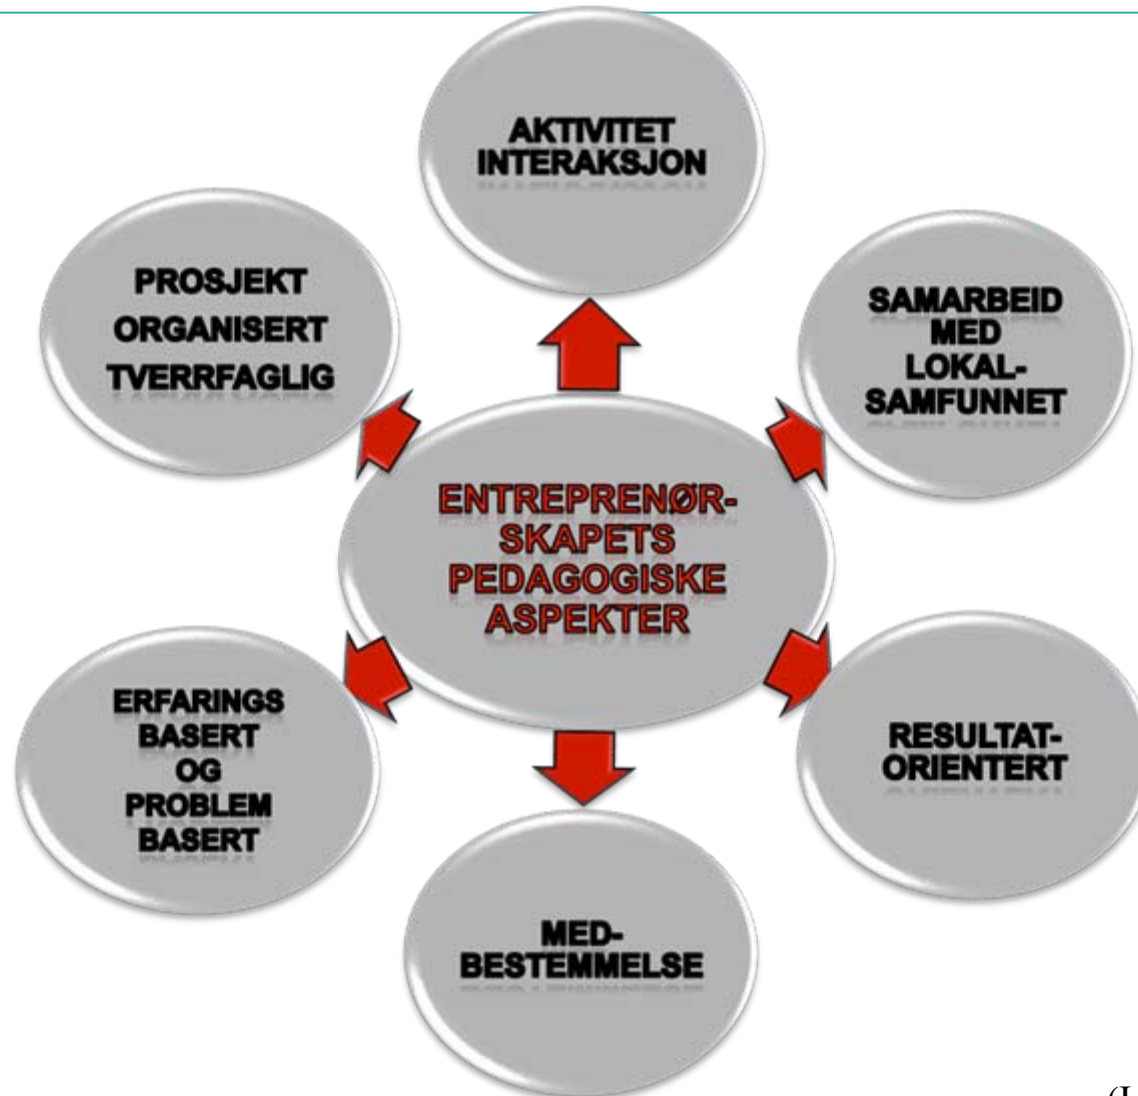 AKTIVITET
INTERAKSJON
SAMARBEID
MED
LOKAL-
SAMFUNNET
RESULTAT-
ORIENTERT
MED-
BESTEMMELSE
ERFARINGS
BASERT
OG
PROBLEM
BASERT
PROSJEKT
ORGANISERT
TVERRFAGLIG
ENTREPRENØR-
SKAPETS
PEDAGOGISKE
ASPEKTER